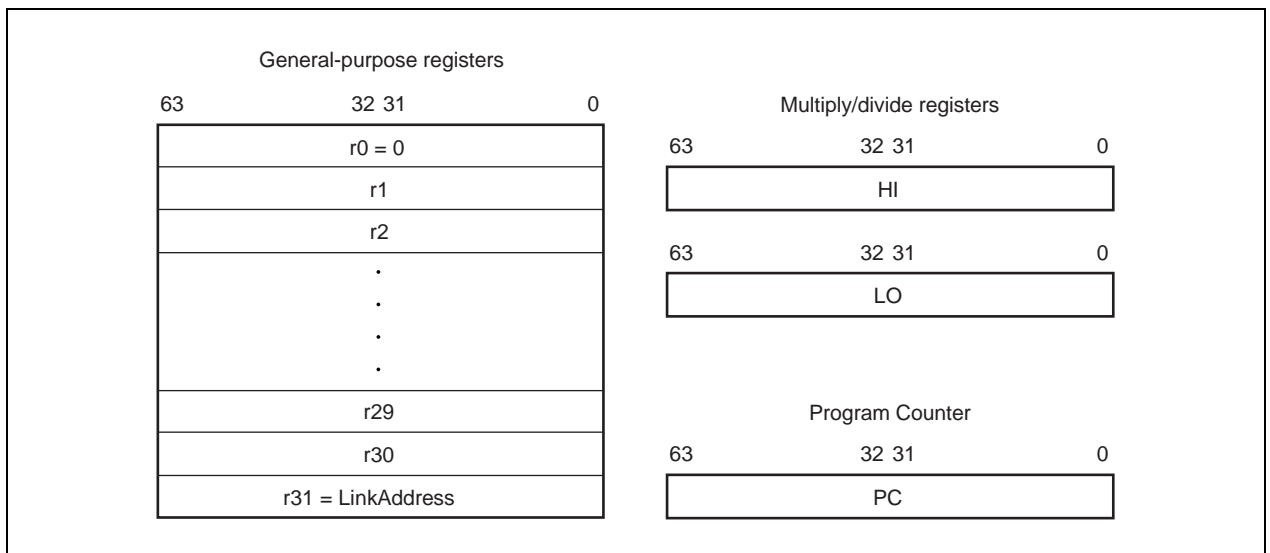 General-purpose registers
63 32 31 0
r0 = 0
r1
r2
r29
r30
r31 = LinkAddress
Multiply/divide registers
63 32 31 0
HI
63 32 31 0
LO
Program Counter
63 32 31 0
PC